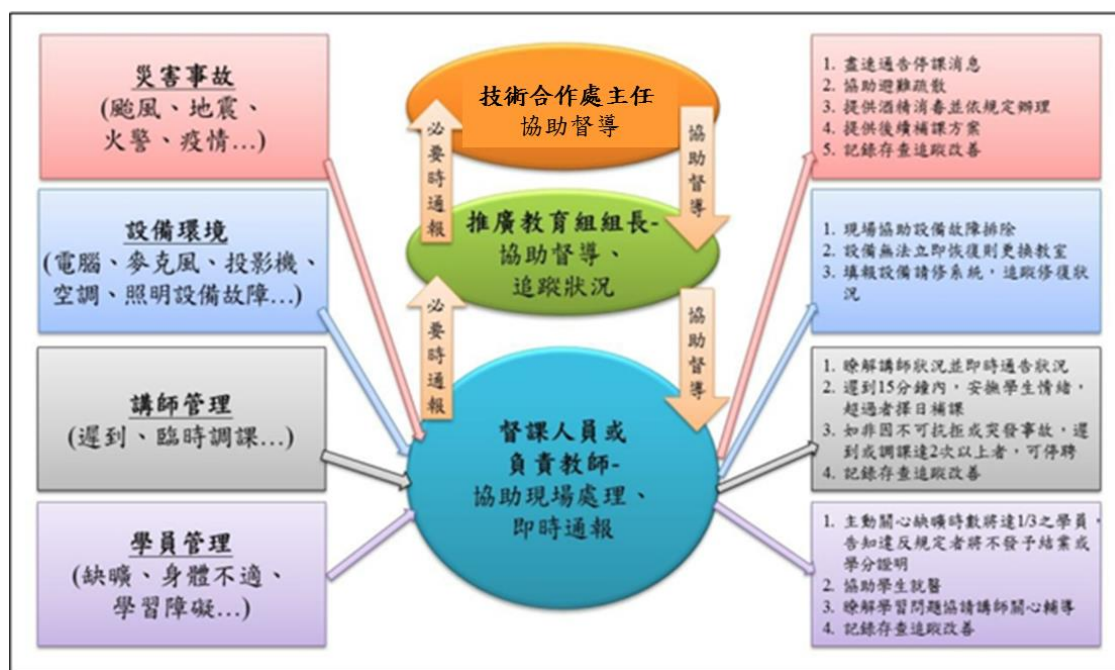 災害事故
(颱風、地震、
火警、疫情…)
設備環境
(電腦、麥克風、投影機、
空調、照明設備故障…)
講師管理
(遲到、臨時調課…)
學員管理
(缺曠、身體不適、
學習障礙…)
技術合作處主任
協助督導
必要時通報
協助督導
推廣教育組組長-
協助督導、
追蹤狀況
必要時通報
協助督導
督課人員或
負責教師-
協助現場處理、
即時通報
1. 盡速通告停課消息
2. 協助避難疏散
3. 提供酒精消毒並依規定辦理
4. 提供後續補課方案
5. 記錄存查追蹤改善
1. 現場協助設備故障排除
2. 設備無法立即恢復則更換教室
3. 填報設備請修系統，追蹤修復狀
況
1. 瞭解講師狀況並即時通告狀況
2. 遲到15分鐘內，安撫學生情緒，
超過者擇日補課
3. 如非因不可抗拒或突發事故，遲
到或調課達2次以上者，可停聘
4. 記錄存查追蹤改善
1. 主動關心缺曠時數將達1/3之學員，
告知違反規定者將不發予結業或
學分證明
2. 協助學生就醫
3. 瞭解學習問題協請講師關心輔導
4. 記錄存查追蹤改善